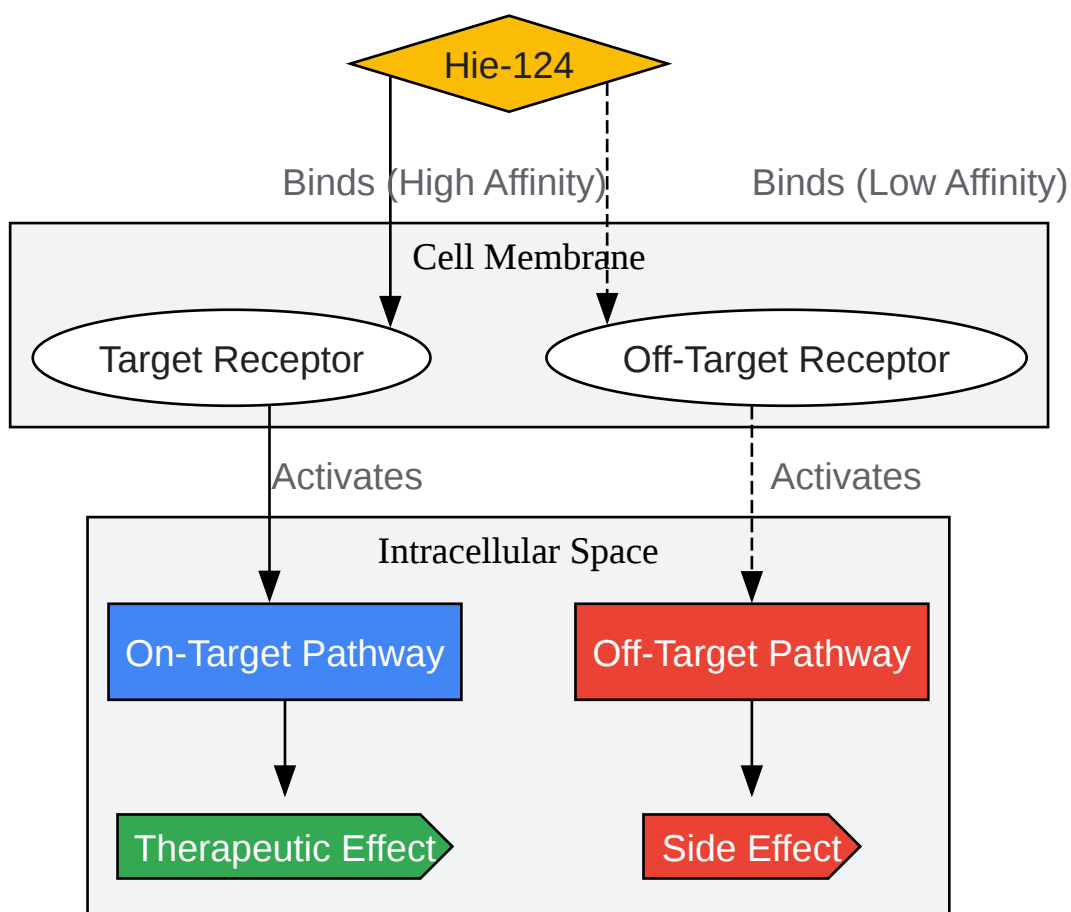 Hie-124
Binds (High Affinity)
Binds (Low Affinity)
Cell Membrane
Target Receptor
Off-Target Receptor
Activates
Activates
Intracellular Space
On-Target Pathway
Off-Target Pathway
Therapeutic Effect
Side Effect